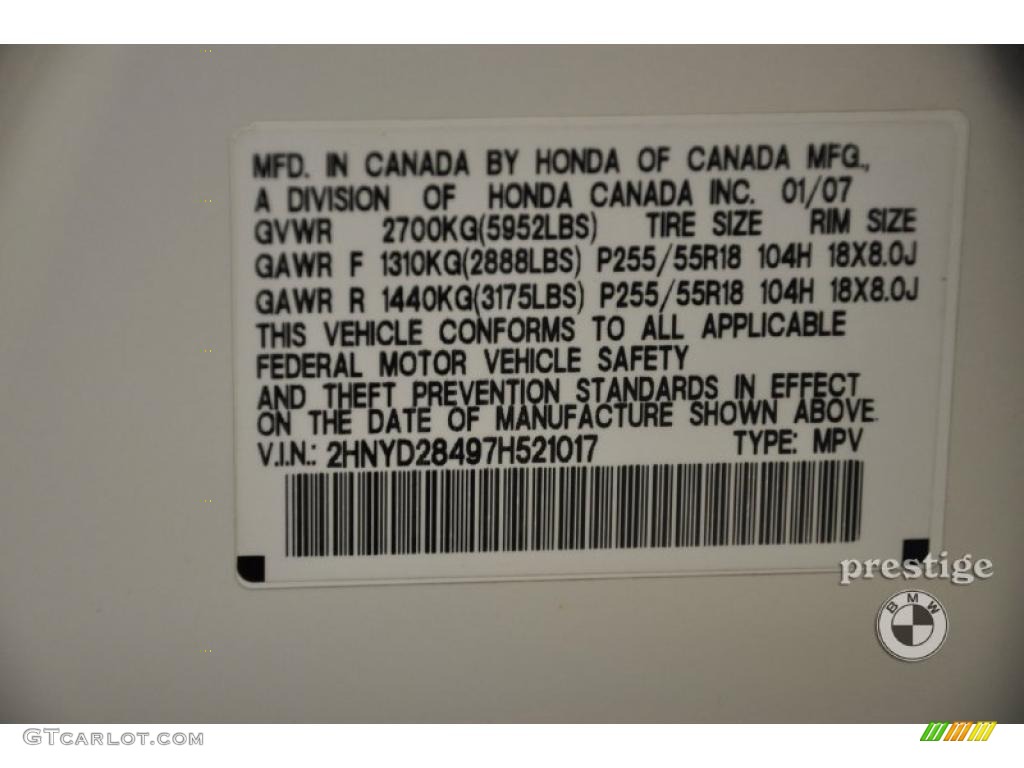 MFD. IN CANADA BY HONDA OF CANADA MFG.,
A DIVISION OF HONDA CANADA INC. 01/07
GVWR 2700KG(5952LBS) TIRE SIZE RIM SIZE
GAWR F 1310KG(2888LBS) P255/55R18 104H 18X8.0J
GAWR R 1440KG(3175LBS) P255/55R18 104H 18X8.0J
THIS VEHICLE CONFORMS TO ALL APPLICABLE
FEDERAL MOTOR VEHICLE SAFETY
AND THEFT PREVENTION STANDARDS IN EFFECT
ON THE DATE OF MANUFACTURE SHOWN ABOVE.
V.I.N.: 2HNYD28497H521017 TYPE: MPV
prestige
BMW
GTCARLOT.COM